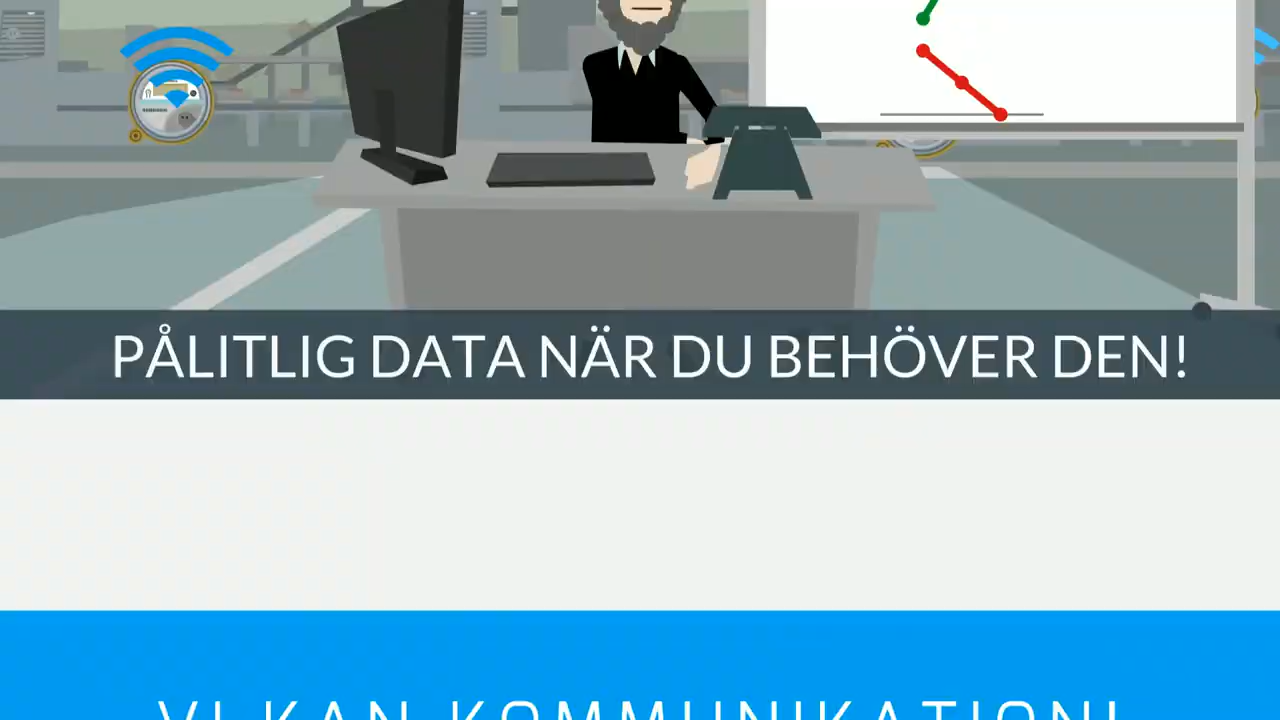 PÅLITLIG DATA NÄR DU BEHÖVER DEN!
VI KAN KOMMUNIKATION!